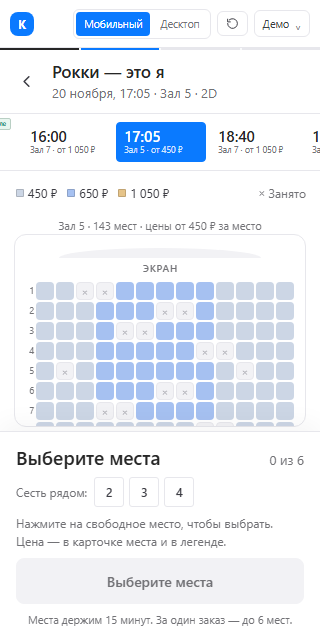 K
Мобильный Десктоп Демо
Рокки — это я
20 ноября, 17:05 · Зал 5 · 2D
16:00 17:05 18:40
Зал 7 · от 1 050 ₽ Зал 5 · от 450 ₽ Зал 7 · от 1 050 ₽
450 ₽ 650 ₽ 1 050 ₽ × Занято
Зал 5 · 143 мест · цены от 450 ₽ за место
ЭКРАН
1 × ×
2 × ×
3 × ×
4 × ×
5 × ×
6 × ×
7 × ×
Выберите места 0 из 6
Сесть рядом: 2 3 4
Нажмите на свободное место, чтобы выбрать.
Цена — в карточке места и в легенде.
Выберите места
Места держим 15 минут. За один заказ — до 6 мест.